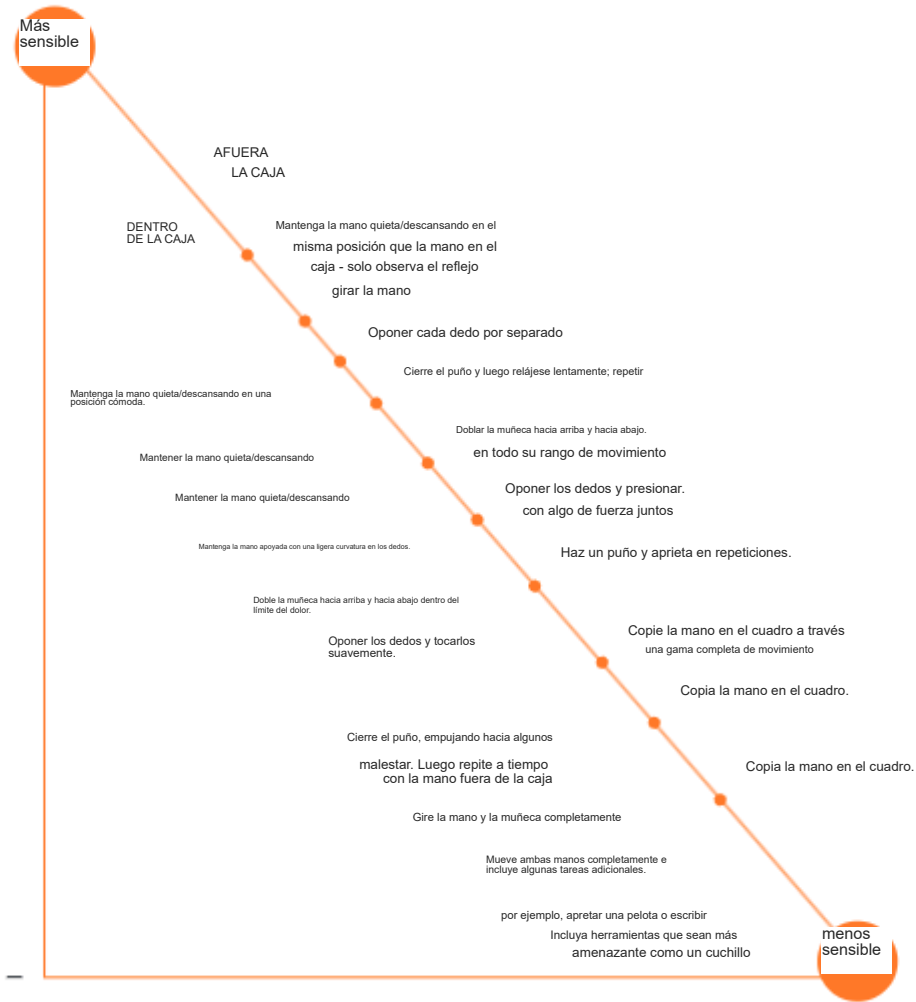 Más
sensible
AFUERA
LA CAJA
DENTRO
DE LA CAJA
Mantenga la mano quieta/descansando en el
misma posición que la mano en el
caja - solo observa el reflejo
girar la mano
Oponer cada dedo por separado
Cierre el puño y luego relájese lentamente; repetir
Mantenga la mano quieta/descansando en una
posición cómoda.
Doblar la muñeca hacia arriba y hacia abajo.
en todo su rango de movimiento
Mantener la mano quieta/descansando
Oponer los dedos y presionar.
con algo de fuerza juntos
Mantener la mano quieta/descansando
Mantenga la mano apoyada con una ligera curvatura en los dedos.
Haz un puño y aprieta en repeticiones.
Doble la muñeca hacia arriba y hacia abajo dentro del
límite del dolor.
Copie la mano en el cuadro a través
una gama completa de movimiento
Oponer los dedos y tocarlos
suavemente.
Copia la mano en el cuadro.
Cierre el puño, empujando hacia algunos
malestar. Luego repite a tiempo
con la mano fuera de la caja
Copia la mano en el cuadro.
Gire la mano y la muñeca completamente
Mueve ambas manos completamente e
incluye algunas tareas adicionales.
por ejemplo, apretar una pelota o escribir
Incluya herramientas que sean más
amenazante como un cuchillo
menos
sensible